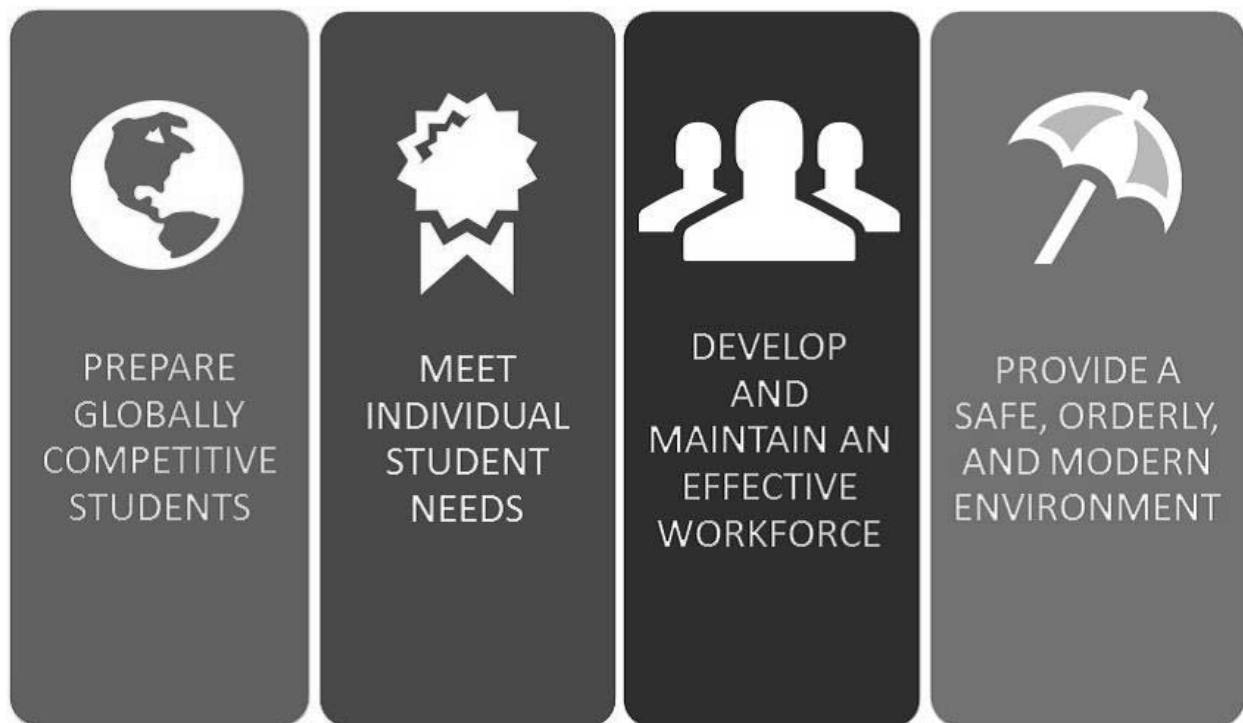 PREPARE
GLOBALLY
COMPETITIVE
STUDENTS
MEET
INDIVIDUAL
STUDENT
NEEDS
DEVELOP
AND
MAINTAIN AN
EFFECTIVE
WORKFORCE
PROVIDE A
SAFE, ORDERLY,
AND MODERN
ENVIRONMENT